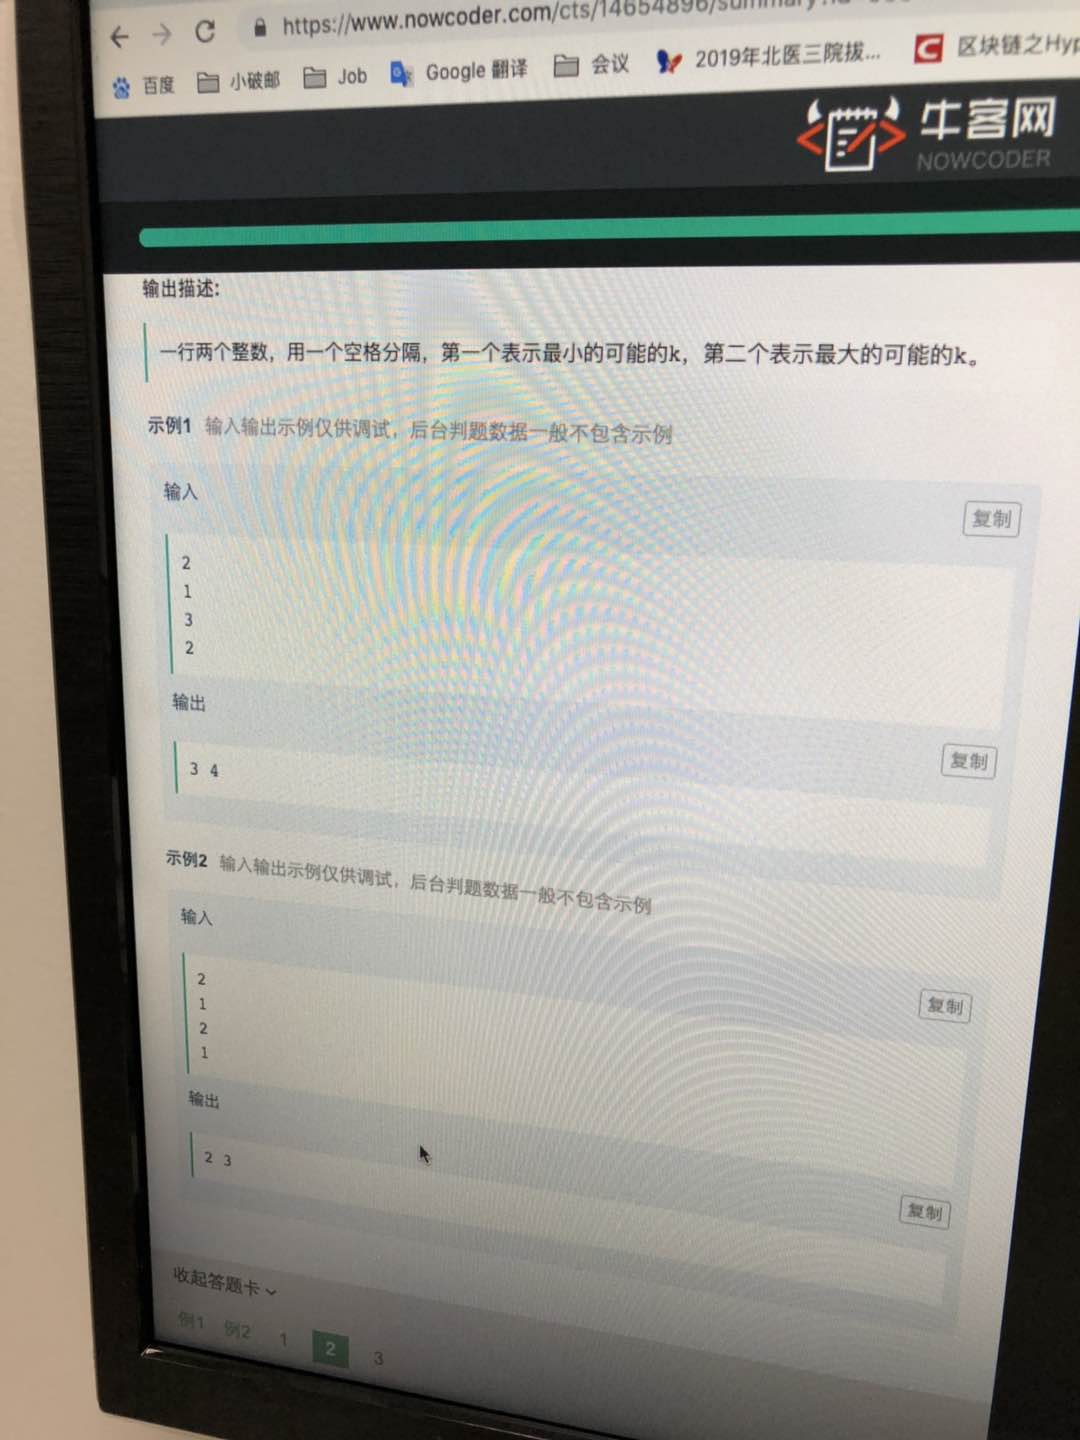 https://www.nowcoder.com/cts/14654896/summary?id=
百度 小破邮 Job Google 翻译 会议 2019年北医三院拔... 区块链之Hyp
牛客网
NOWCODER
输出描述:
一行两个整数，用一个空格分隔，第一个表示最小的可能的k，第二个表示最大的可能的k。
示例1 输入输出示例仅供调试，后台判题数据一般不包含示例
输入
复制
2
1
3
2
输出
复制
3 4
示例2 输入输出示例仅供调试，后台判题数据一般不包含示例
输入
复制
2
1
2
1
输出
2 3
复制
收起答题卡
例1 例2 1 2 3